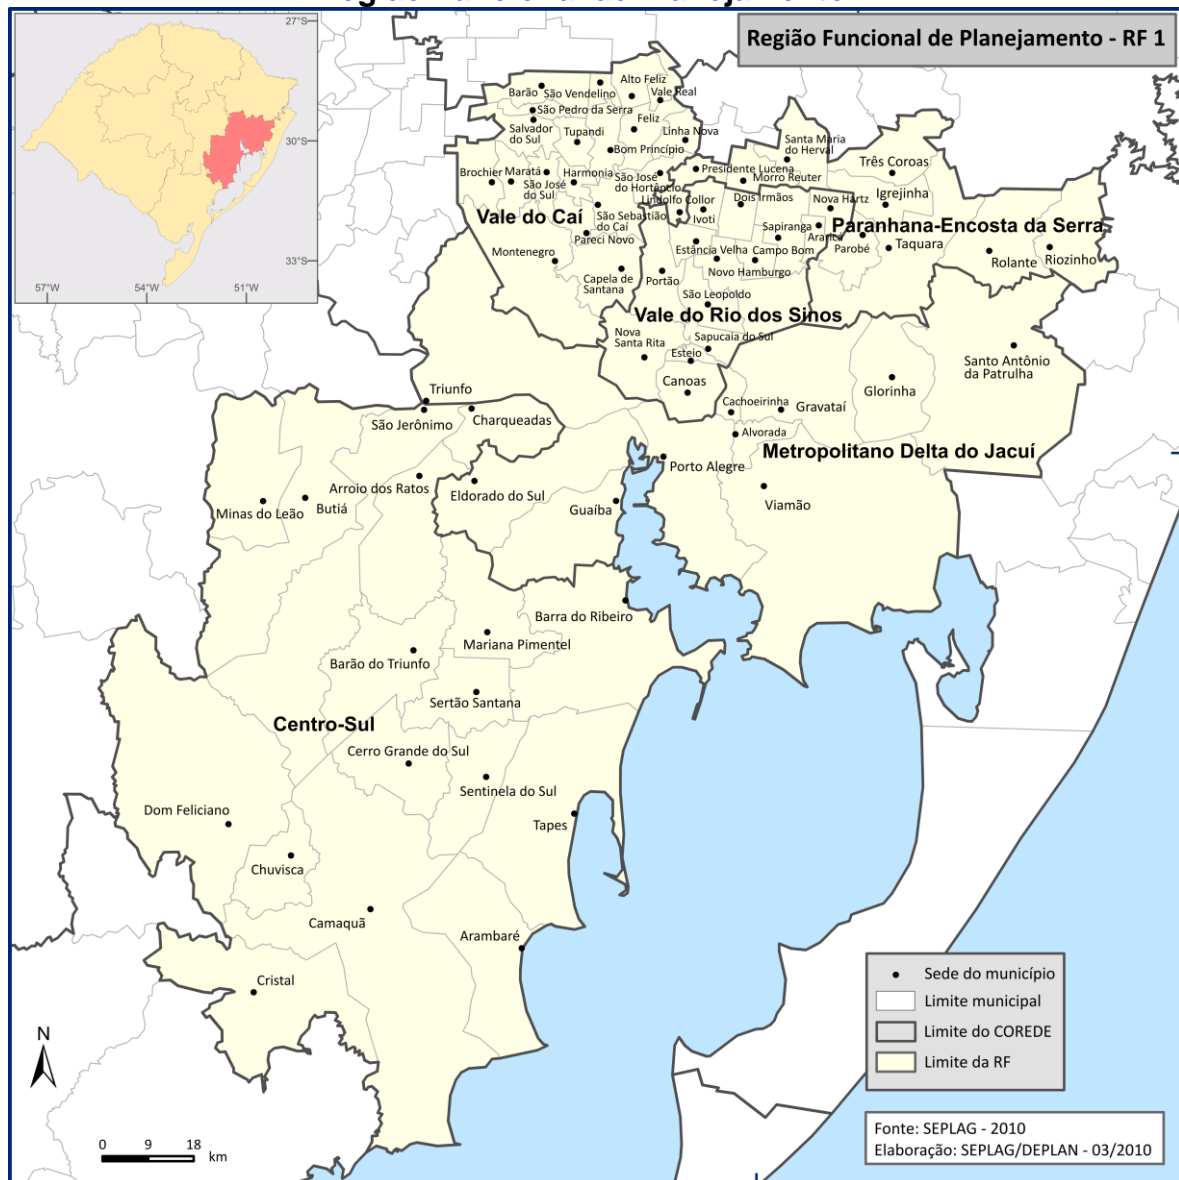 Região Funcional de Planejamento - RF 1
27°S
30°S
33°S
57°W
54°W
51°W
Barão
São Vendelino
Alto Feliz
Vale Real
São Pedro da Serra
Salvador
do Sul
Tupandi
Feliz
Linha Nova
Bom Princípio
Santa Maria
do Herval
Três Coroas
Brochier
Maratá
São José
do Sul
Harmonia
São José
do Hortêncio
Presidente Lucena
Morro Reuter
Igrejinha
Lindolfo Collor
Ivoti
Dois Irmãos
Nova Hartz
Vale do Caí
São Sebastião
do Caí
Pareci Novo
Sapiranga
Araricá
Paranhana-Encosta da Serra
Parobé
Taquara
Rolante
Riozinho
Montenegro
Estância Velha
Campo Bom
Novo Hamburgo
Capela de
Santana
Portão
São Leopoldo
Vale do Rio dos Sinos
Nova
Santa Rita
Sapucaia do Sul
Esteio
Canoas
Santo Antônio
da Patrulha
Glorinha
Triunfo
São Jerônimo
Charqueadas
Cachoeirinha
Gravataí
Alvorada
Metropolitano Delta do Jacuí
Porto Alegre
Viamão
Arroio dos Ratos
Eldorado do Sul
Guaíba
Minas do Leão
Butiá
Barra do Ribeiro
Mariana Pimentel
Barão do Triunfo
Sertão Santana
Centro-Sul
Cerro Grande do Sul
Sentinela do Sul
Dom Feliciano
Tapes
Chuvisca
Camaquã
Arambaré
Cristal
N
0 9 18
km
Sede do município
Limite municipal
Limite do COREDE
Limite da RF
Fonte: SEPLAG - 2010
Elaboração: SEPLAG/DEPLAN - 03/2010